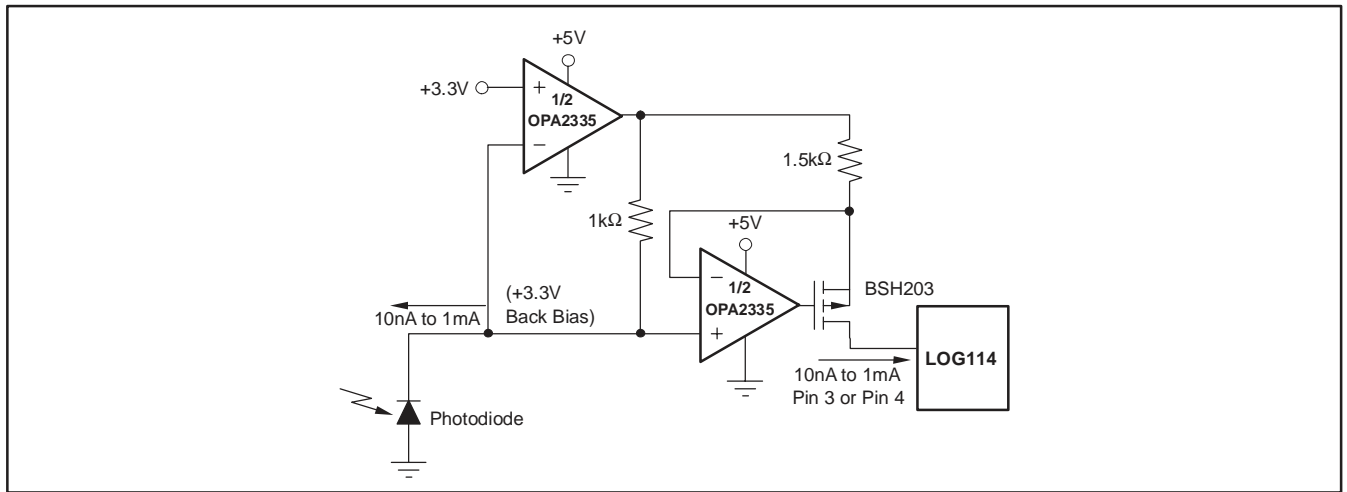 +5V
+3.3V
+
1/2
OPA2335
−
1.5kΩ
1kΩ
+5V
−
1/2
OPA2335
+
BSH203
(+3.3V
Back Bias)
10nA to 1mA
LOG114
10nA to 1mA
Pin 3 or Pin 4
Photodiode